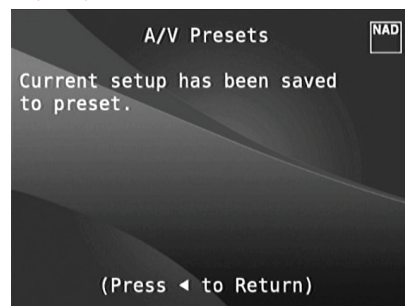 A/V Presets
NAD
Current setup has been saved
to preset.
(Press ◄ to Return)